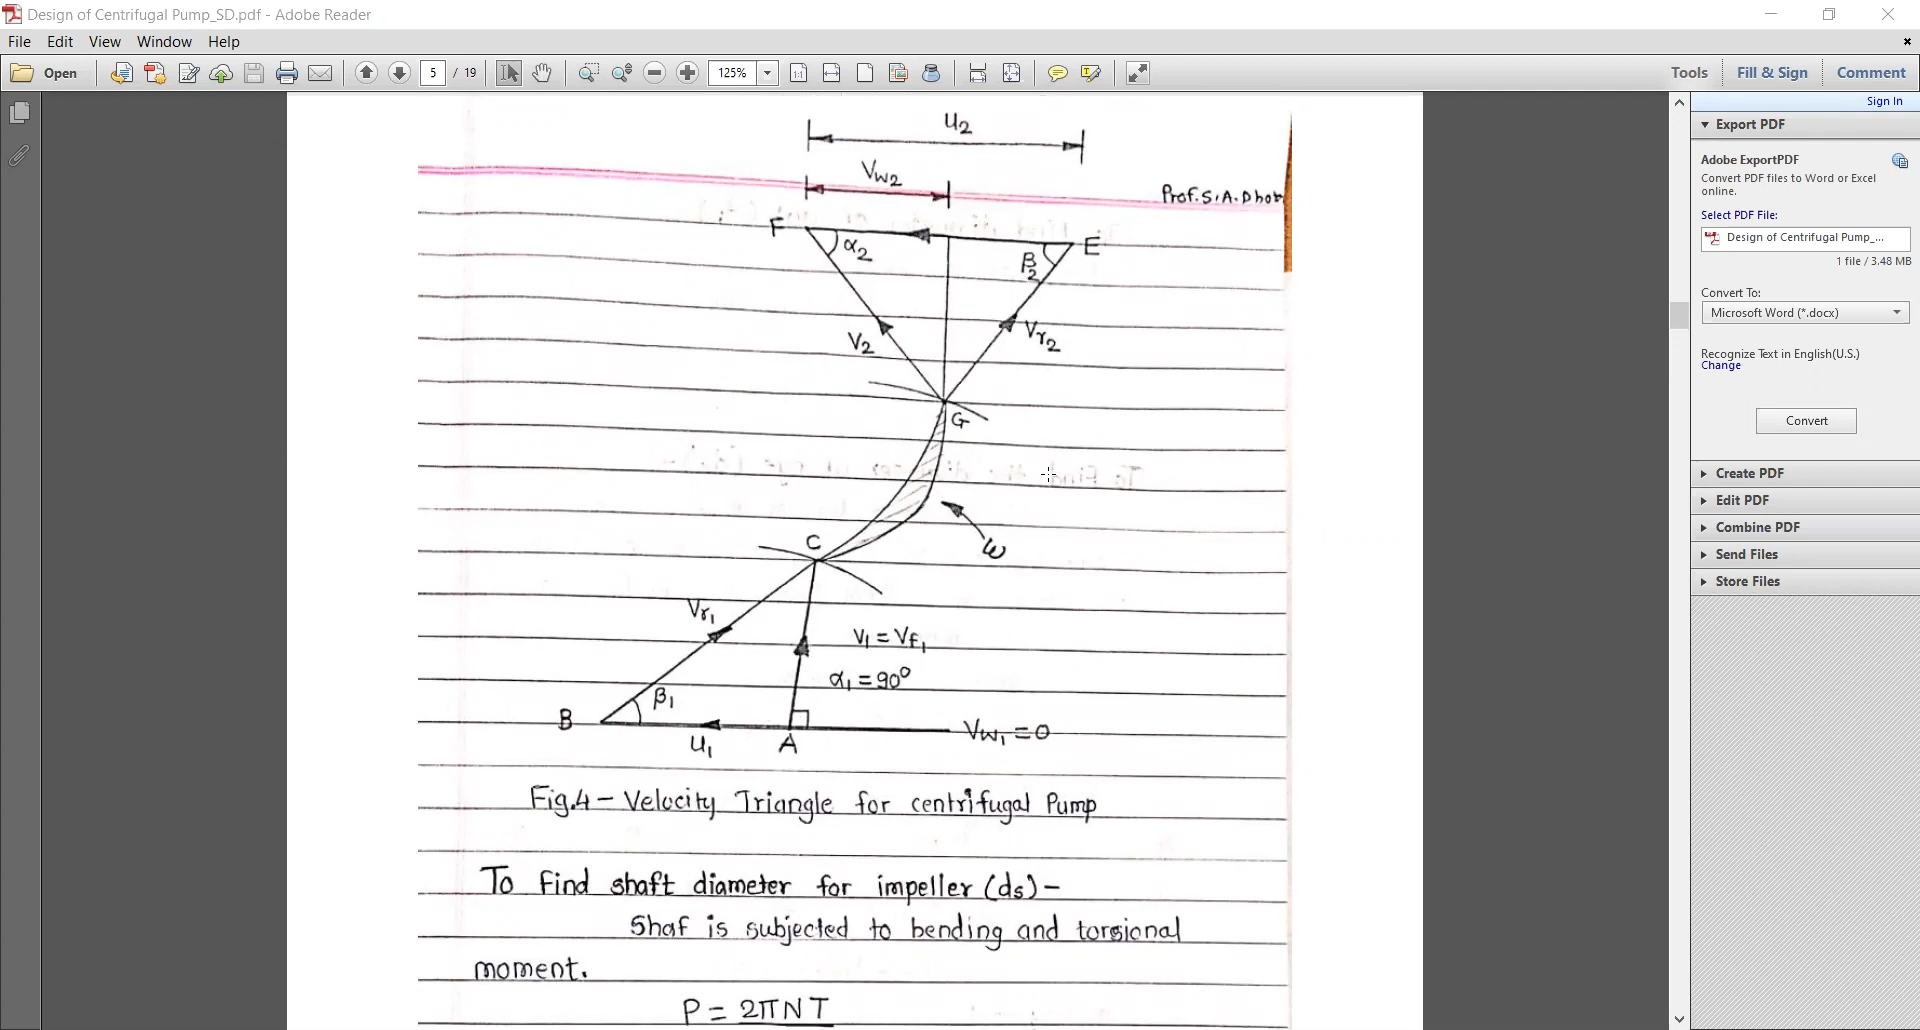 Design of Centrifugal Pump_SD.pdf - Adobe Reader
File Edit View Window Help
Open 5 / 19 125% Tools Fill & Sign Comment
Sign In
Export PDF
Adobe ExportPDF
Convert PDF files to Word or Excel
online.
Select PDF File:
Design of Centrifugal Pump_...
1 file / 3.48 MB
Convert To:
Microsoft Word (*.docx)
Recognize Text in English(U.S.)
Change
Convert
Create PDF
Edit PDF
Combine PDF
Send Files
Store Files
u2
Vw2
Prof.S.A.Dhob
F α2 β2 E
V2 Vr2
G
C ω
Vr1 V1 = Vf1
α1 = 90°
B β1
u1 A Vw1 = 0
Fig.4 - Velocity Triangle for centrifugal Pump
To Find shaft diameter for impeller (ds) -
Shaf is subjected to bending and torsional
moment.
P = 2πNT